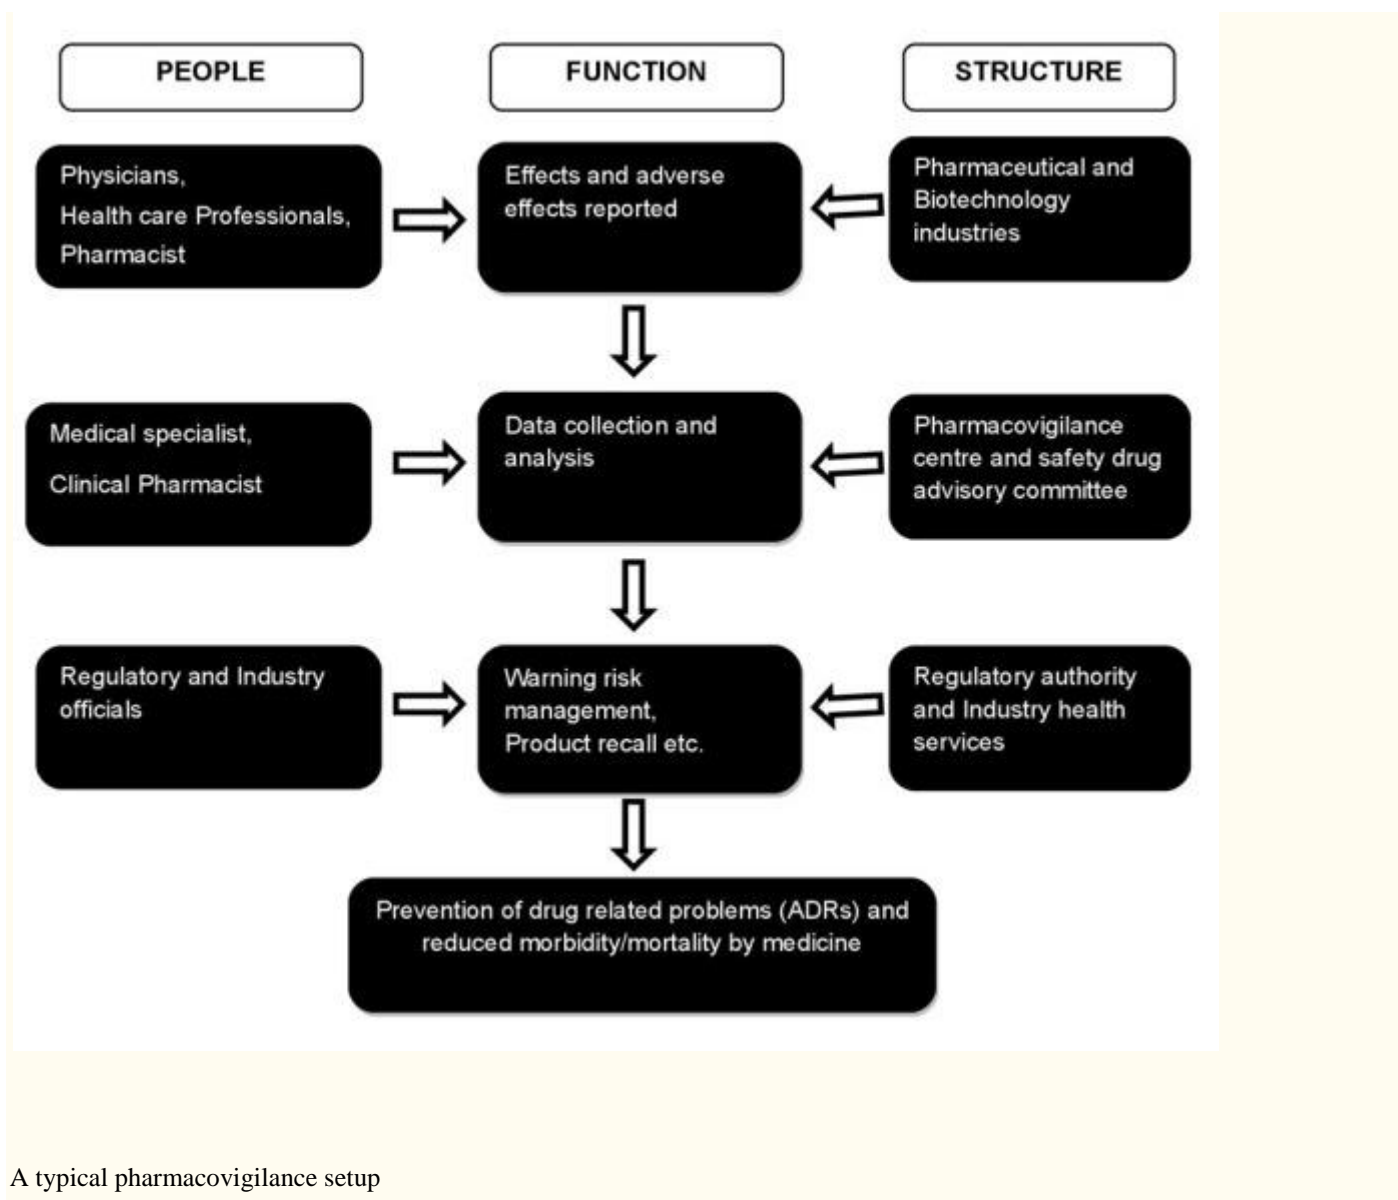 PEOPLE
FUNCTION
STRUCTURE
Physicians,
Health care Professionals,
Pharmacist
Effects and adverse
effects reported
Pharmaceutical and
Biotechnology
industries
Medical specialist,
Clinical Pharmacist
Data collection and
analysis
Pharmacovigilance
centre and safety drug
advisory committee
Regulatory and Industry
officials
Warning risk
management,
Product recall etc.
Regulatory authority
and Industry health
services
Prevention of drug related problems (ADRs) and
reduced morbidity/mortality by medicine
A typical pharmacovigilance setup